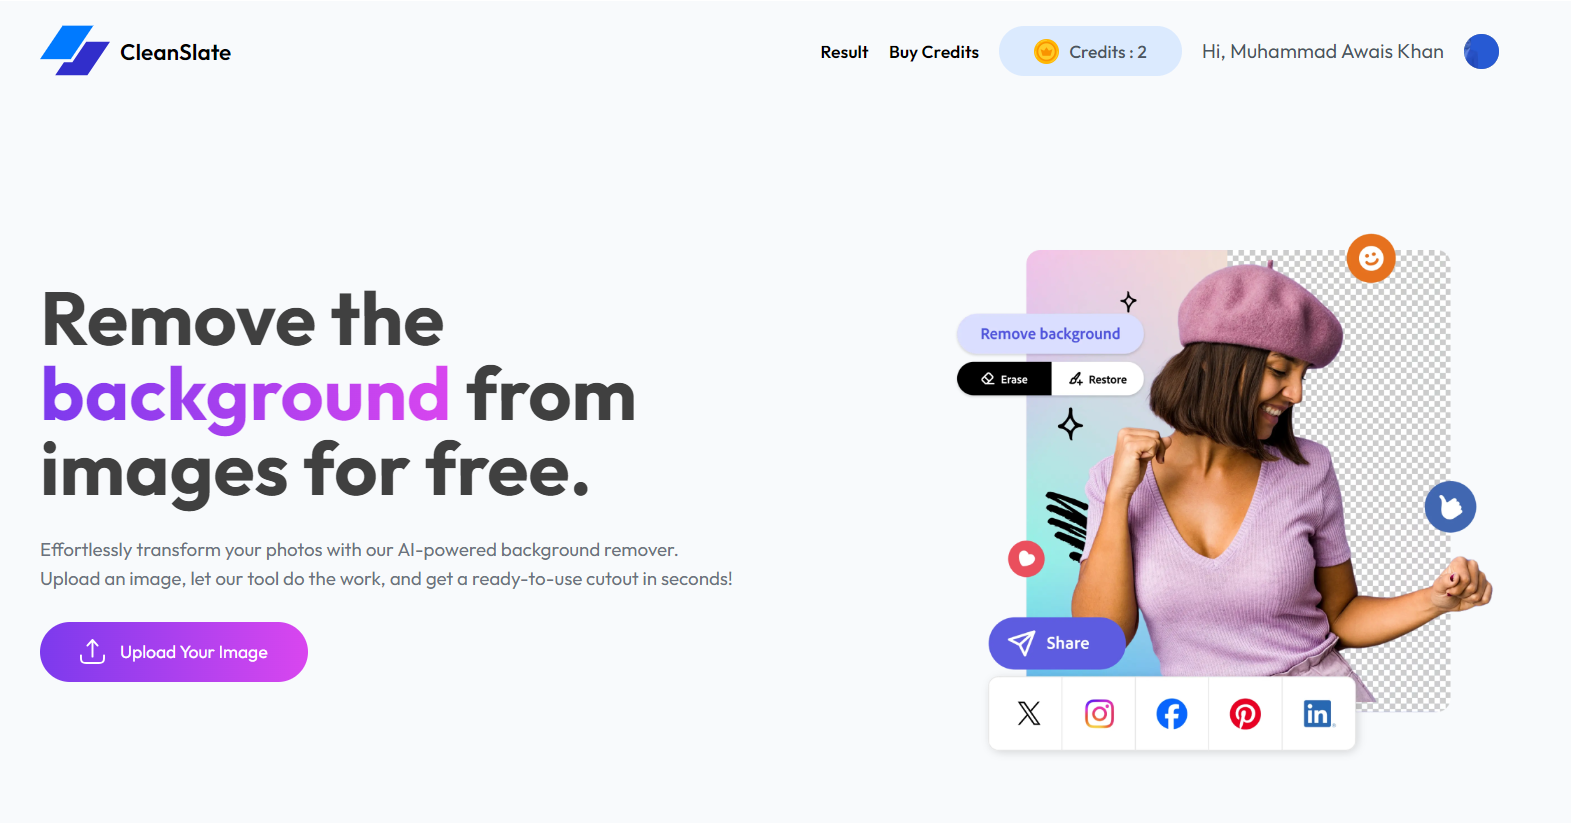 CleanSlate
Result
Buy Credits
Credits : 2
Hi, Muhammad Awais Khan
Remove the
background from
images for free.
Effortlessly transform your photos with our AI-powered background remover.
Upload an image, let our tool do the work, and get a ready-to-use cutout in seconds!
Upload Your Image
Remove background
Erase
Restore
Share
X
in